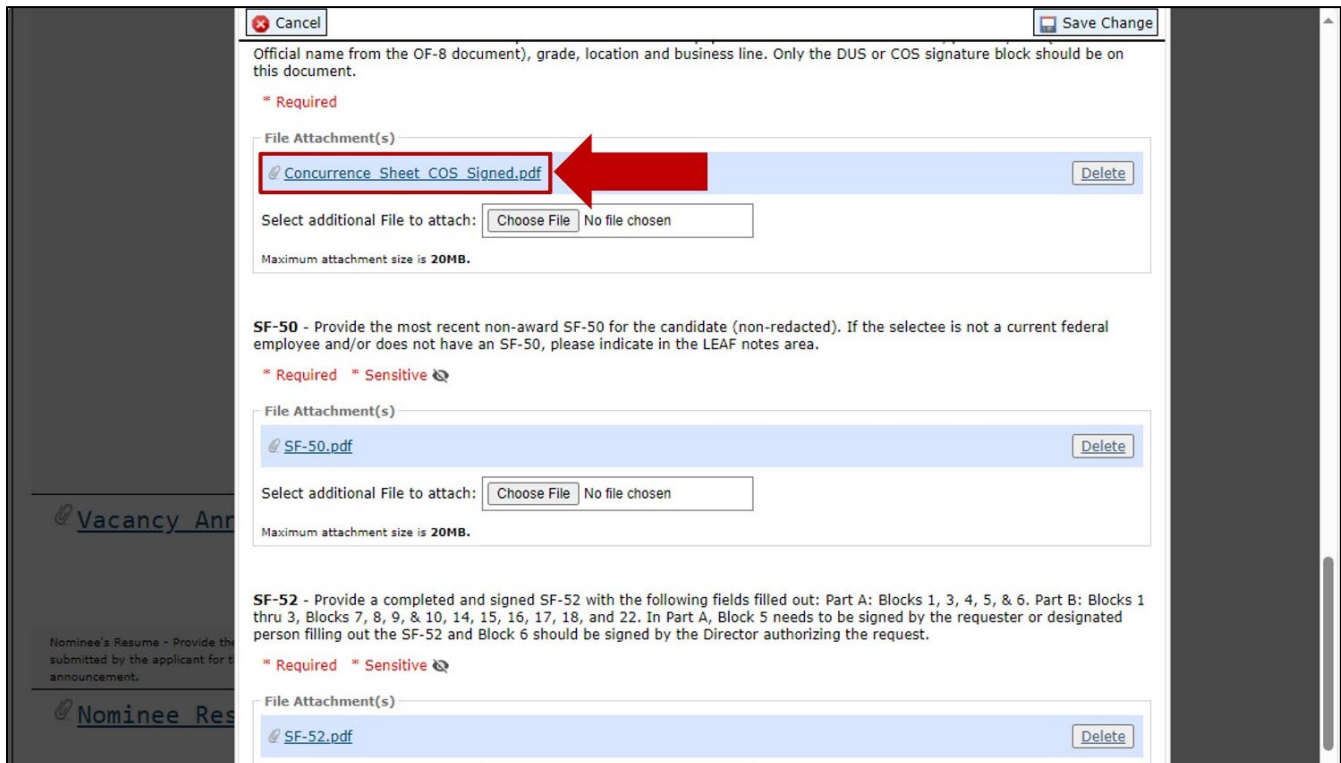 Cancel
Save Change
Official name from the OF-8 document), grade, location and business line. Only the DUS or COS signature block should be on
this document.
* Required
File Attachment(s)
Concurrence_Sheet_COS_Signed.pdf
Delete
Select additional File to attach: Choose File No file chosen
Maximum attachment size is 20MB.
SF-50 - Provide the most recent non-award SF-50 for the candidate (non-redacted). If the selectee is not a current federal
employee and/or does not have an SF-50, please indicate in the LEAF notes area.
* Required * Sensitive
File Attachment(s)
SF-50.pdf
Delete
Select additional File to attach: Choose File No file chosen
Maximum attachment size is 20MB.
Vacancy Ann
SF-52 - Provide a completed and signed SF-52 with the following fields filled out: Part A: Blocks 1, 3, 4, 5, & 6. Part B: Blocks 1
thru 3, Blocks 7, 8, 9, & 10, 14, 15, 16, 17, 18, and 22. In Part A, Block 5 needs to be signed by the requester or designated
person filling out the SF-52 and Block 6 should be signed by the Director authorizing the request.
* Required * Sensitive
Nominee's Resume - Provide the
submitted by the applicant for t
announcement.
Nominee Res
File Attachment(s)
SF-52.pdf
Delete